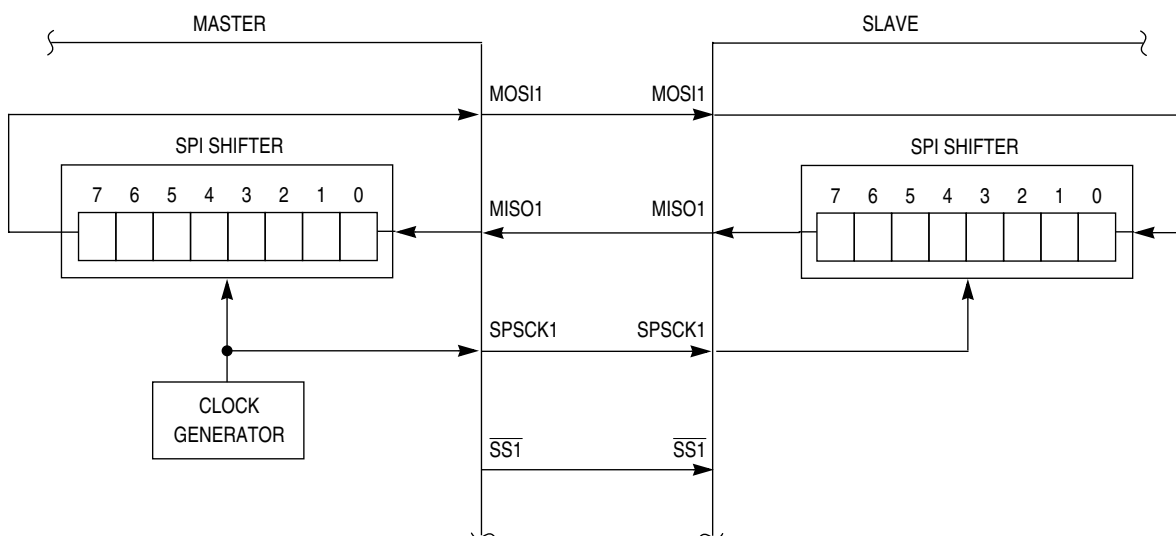 MASTER
SLAVE
MOSI1 MOSI1
SPI SHIFTER SPI SHIFTER
7 6 5 4 3 2 1 0 7 6 5 4 3 2 1 0
MISO1 MISO1
SPSCK1 SPSCK1
CLOCK
GENERATOR
SS1 SS1